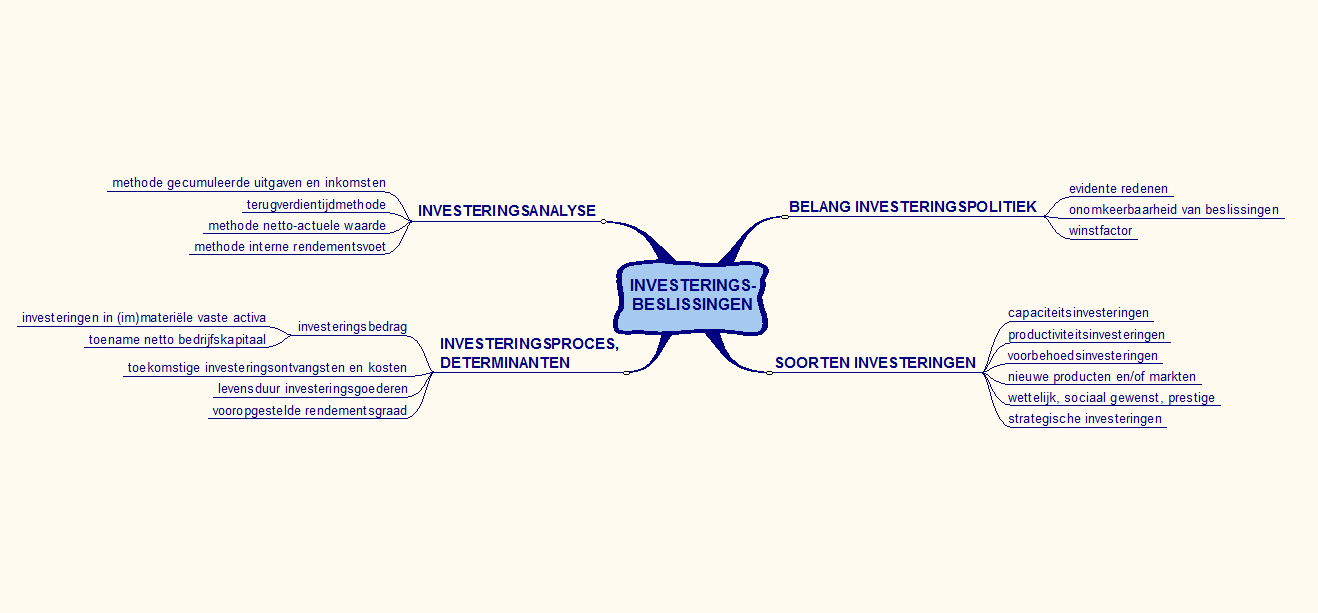 INVESTERINGS-
BESLISSINGEN
BELANG INVESTERINGSPOLITIEK
evidente redenen
onomkeerbaarheid van beslissingen
winstfactor
SOORTEN INVESTERINGEN
capaciteitsinvesteringen
productiviteitsinvesteringen
voorbehoedsinvesteringen
nieuwe producten en/of markten
wettelijk, sociaal gewenst, prestige
strategische investeringen
INVESTERINGSPROCES,
DETERMINANTEN
investeringsbedrag
investeringen in (im)materiële vaste activa
toename netto bedrijfskapitaal
toekomstige investeringsontvangsten en kosten
levensduur investeringsgoederen
vooropgestelde rendementsgraad
INVESTERINGSANALYSE
methode gecumuleerde uitgaven en inkomsten
terugverdientijdmethode
methode netto-actuele waarde
methode interne rendementsvoet